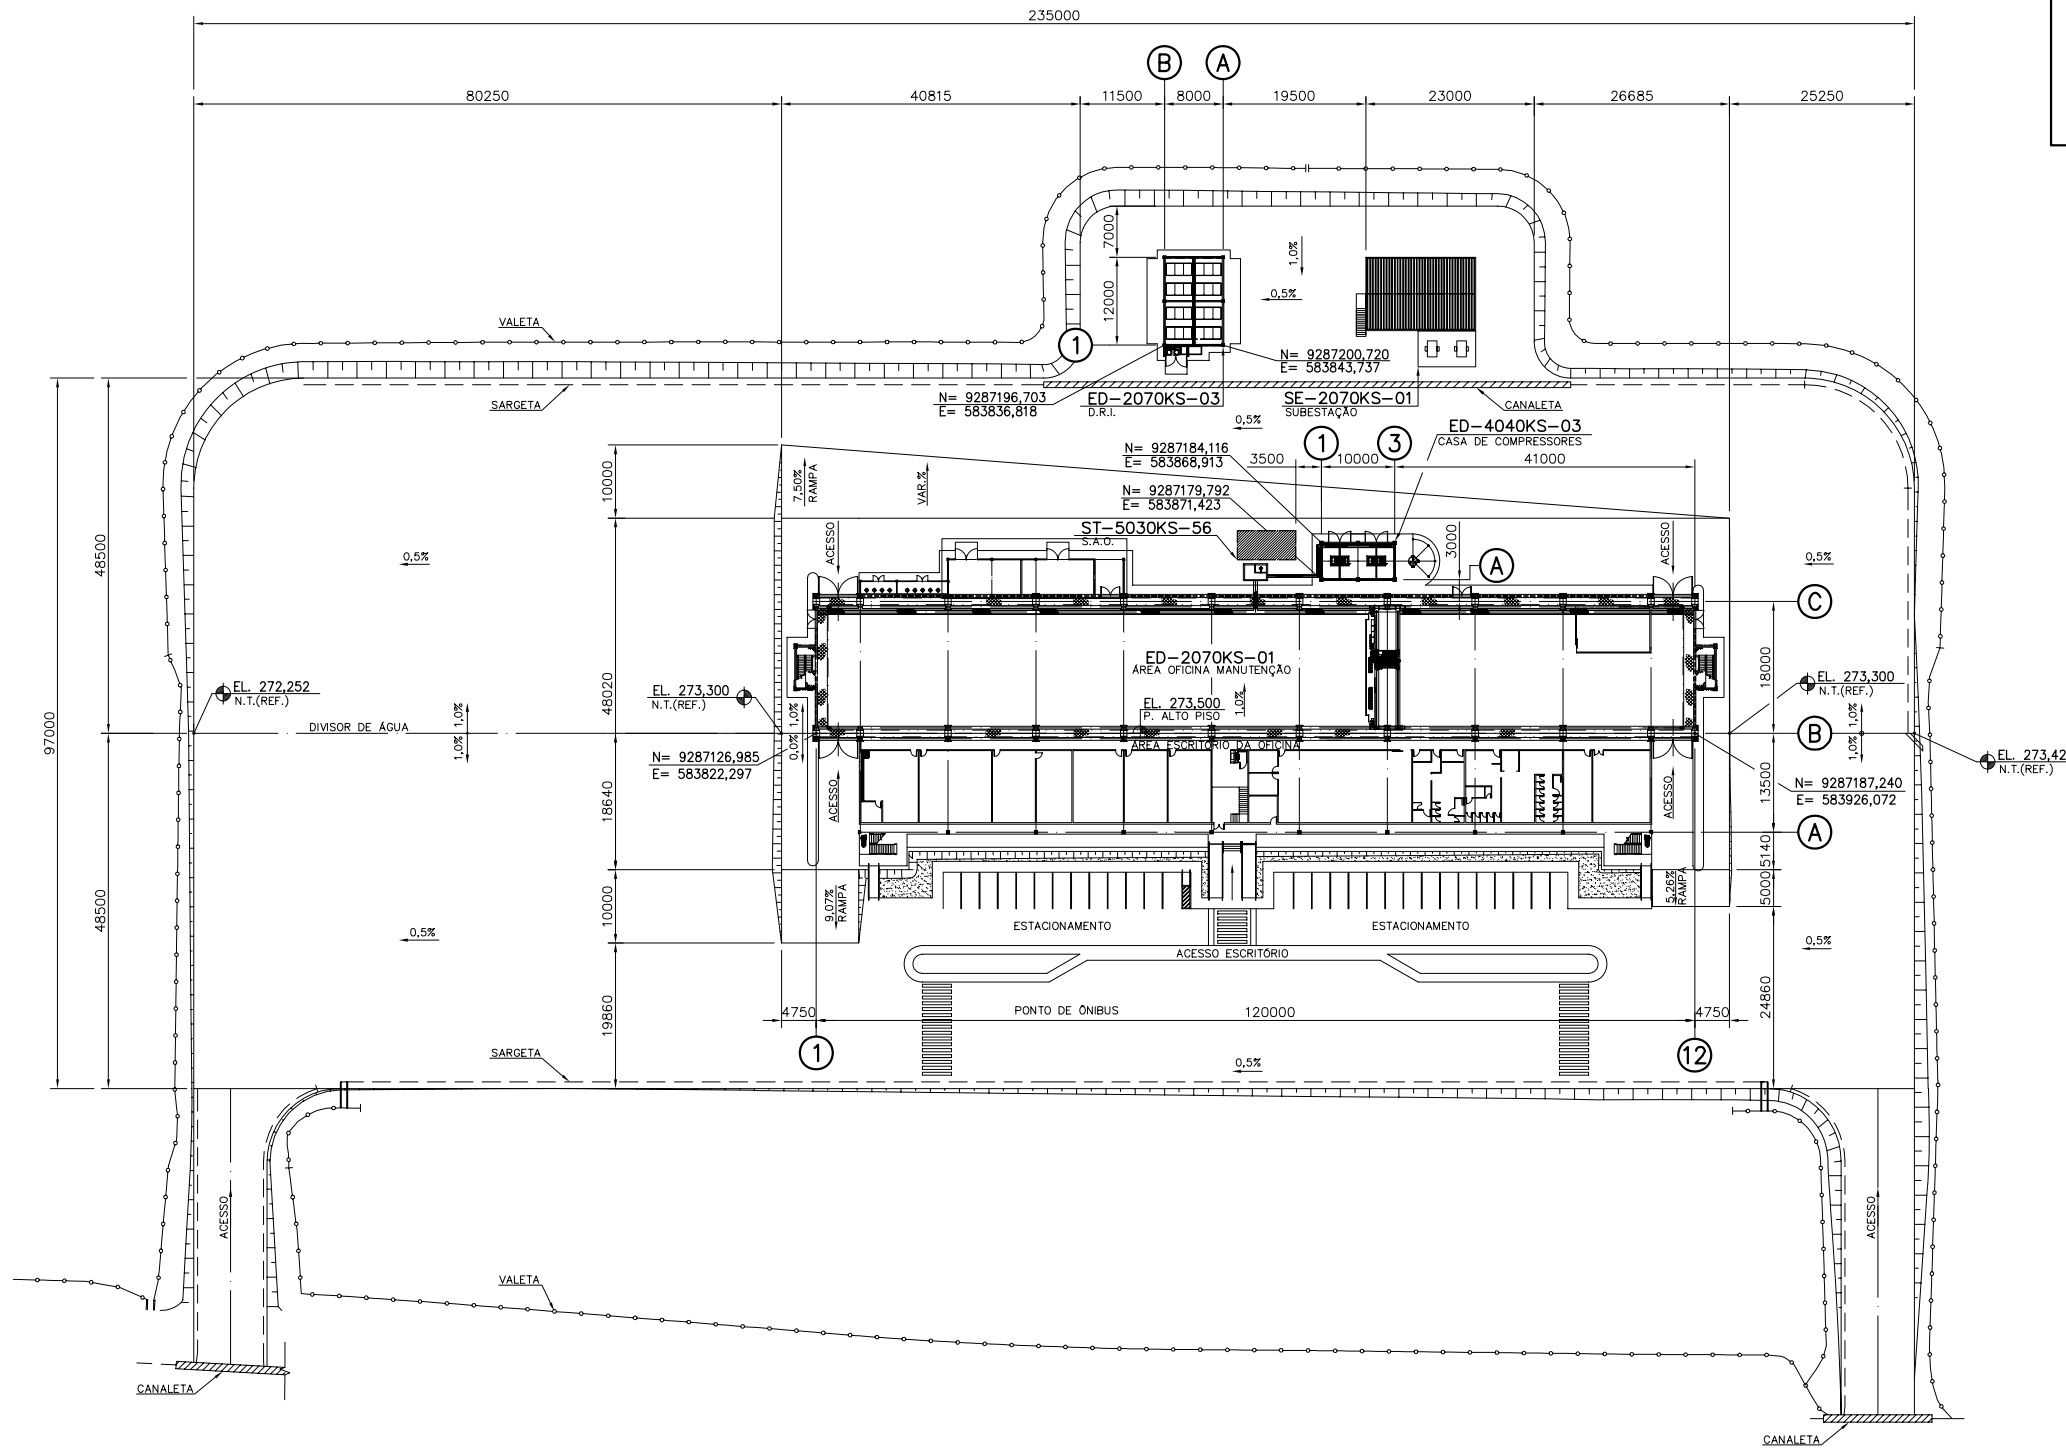 235000
B A
80250 40815 11500 8000 19500 23000 26685 25250
7000
1,0%
12000
0,5%
VALETA
1
N= 9287200,720
E= 583843,737
SARGETA
N= 9287196,703
E= 583836,818
ED-2070KS-03
D.R.I.
SE-2070KS-01
SUBESTAÇÃO
CANALETA
0,5%
ED-4040KS-03
CASA DE COMPRESSORES
1 3
N= 9287184,116
E= 583868,913
3500 10000 41000
10000
7,50%
RAMPA
VAR.%
N= 9287179,792
E= 583871,423
ST-5030KS-56
S.A.O.
48500
ACESSO
3000
ACESSO
0,5%
0,5%
A
C
ED-2070KS-01
ÁREA OFICINA MANUTENÇÃO
48020
18000
EL. 272,252
N.T.(REF.)
EL. 273,300
N.T.(REF.)
EL. 273,500
P. ALTO PISO
1,0%
EL. 273,300
N.T.(REF.)
97000
DIVISOR DE ÁGUA
1,0%
1,0%
1,0%
0,0%
B
1,0%
1,0%
ÁREA ESCRITÓRIO DA OFICINA
EL. 273,42
N.T.(REF.)
N= 9287126,985
E= 583822,297
N= 9287187,240
E= 583926,072
18640
ACESSO
ACESSO
13500
A
5140
48500
10000
9,07%
RAMPA
5,26%
RAMPA
5000
ESTACIONAMENTO
ESTACIONAMENTO
0,5%
0,5%
ACESSO ESCRITÓRIO
19860
24860
PONTO DE ÔNIBUS
4750 120000 4750
1 12
SARGETA
0,5%
ACESSO
ACESSO
VALETA
CANALETA
CANALETA